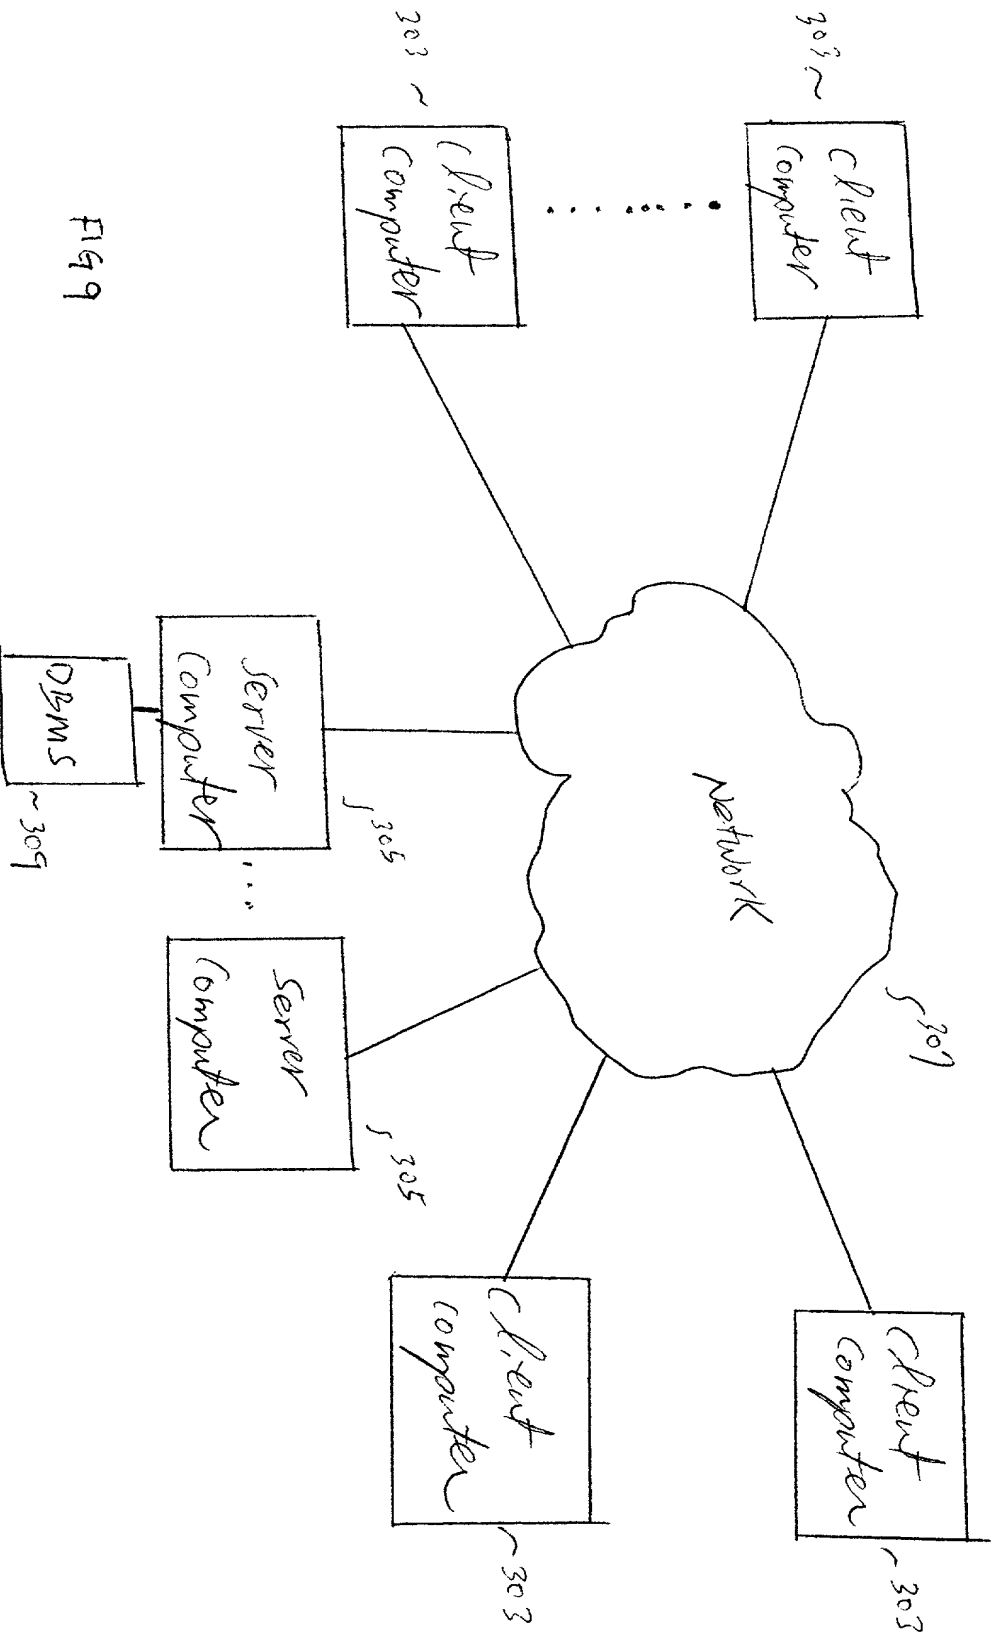 303
Client
Computer
303
Client
Computer
Network
307
Server
Computer
305
DBMS
309
Server
Computer
305
Client
Computer
303
Client
Computer
303
FIG 9